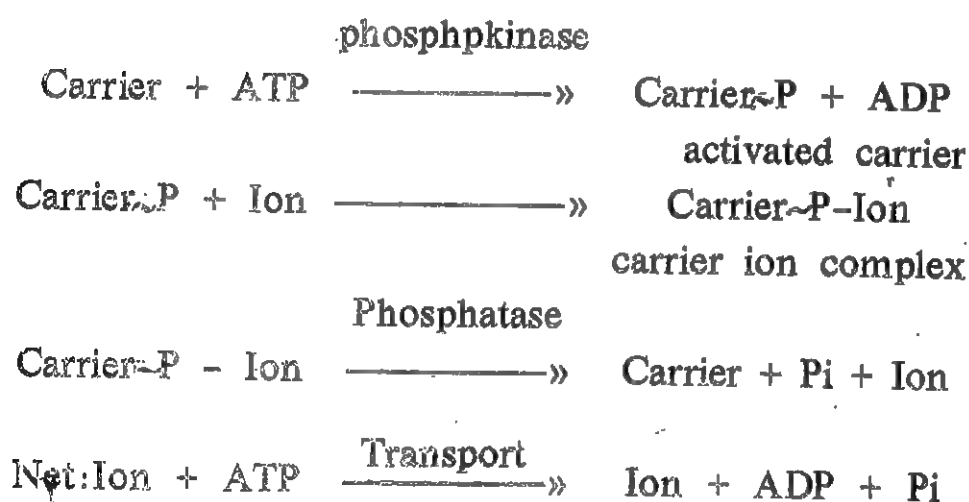 phosphpkinase
Carrier + ATP ———» Carrier~P + ADP
activated carrier
Carrier~P + Ion ———» Carrier~P-Ion
carrier ion complex
Phosphatase
Carrier~P - Ion ———» Carrier + Pi + Ion
Transport
Net:Ion + ATP ———» Ion + ADP + Pi